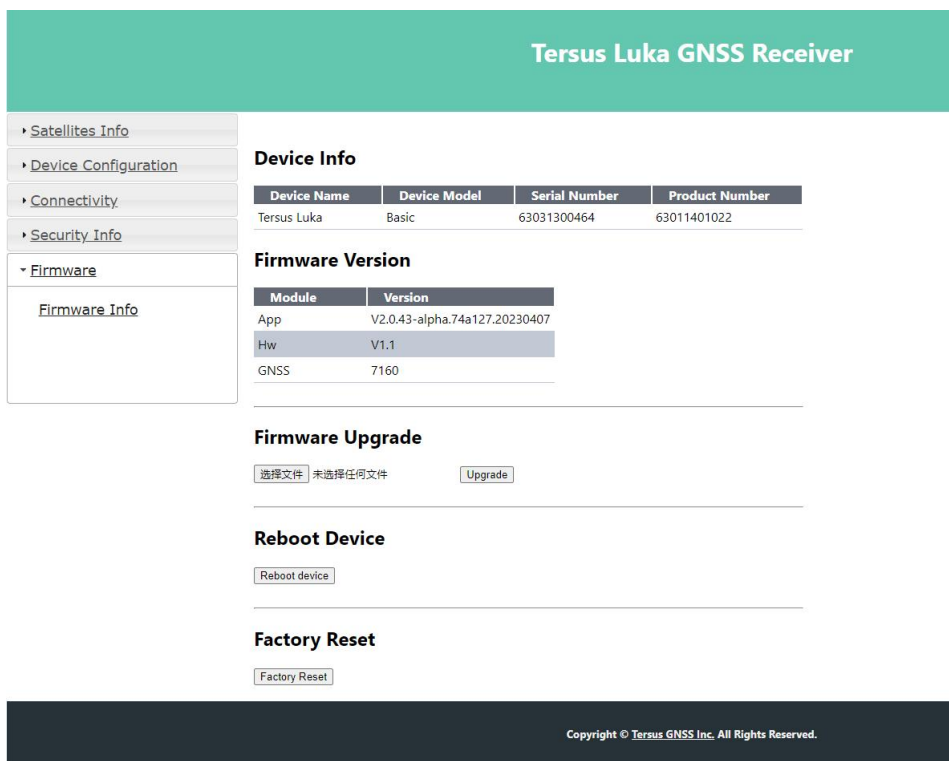 Tersus Luka GNSS Receiver
Satellites Info
Device Configuration
Connectivity
Security Info
Firmware
Firmware Info
Device Info
Device Name Device Model Serial Number Product Number
Tersus Luka Basic 63031300464 63011401022
Firmware Version
Module Version
App V2.0.43-alpha.74a127.20230407
Hw V1.1
GNSS 7160
Firmware Upgrade
选择文件 未选择任何文件 Upgrade
Reboot Device
Reboot device
Factory Reset
Factory Reset
Copyright © Tersus GNSS Inc. All Rights Reserved.